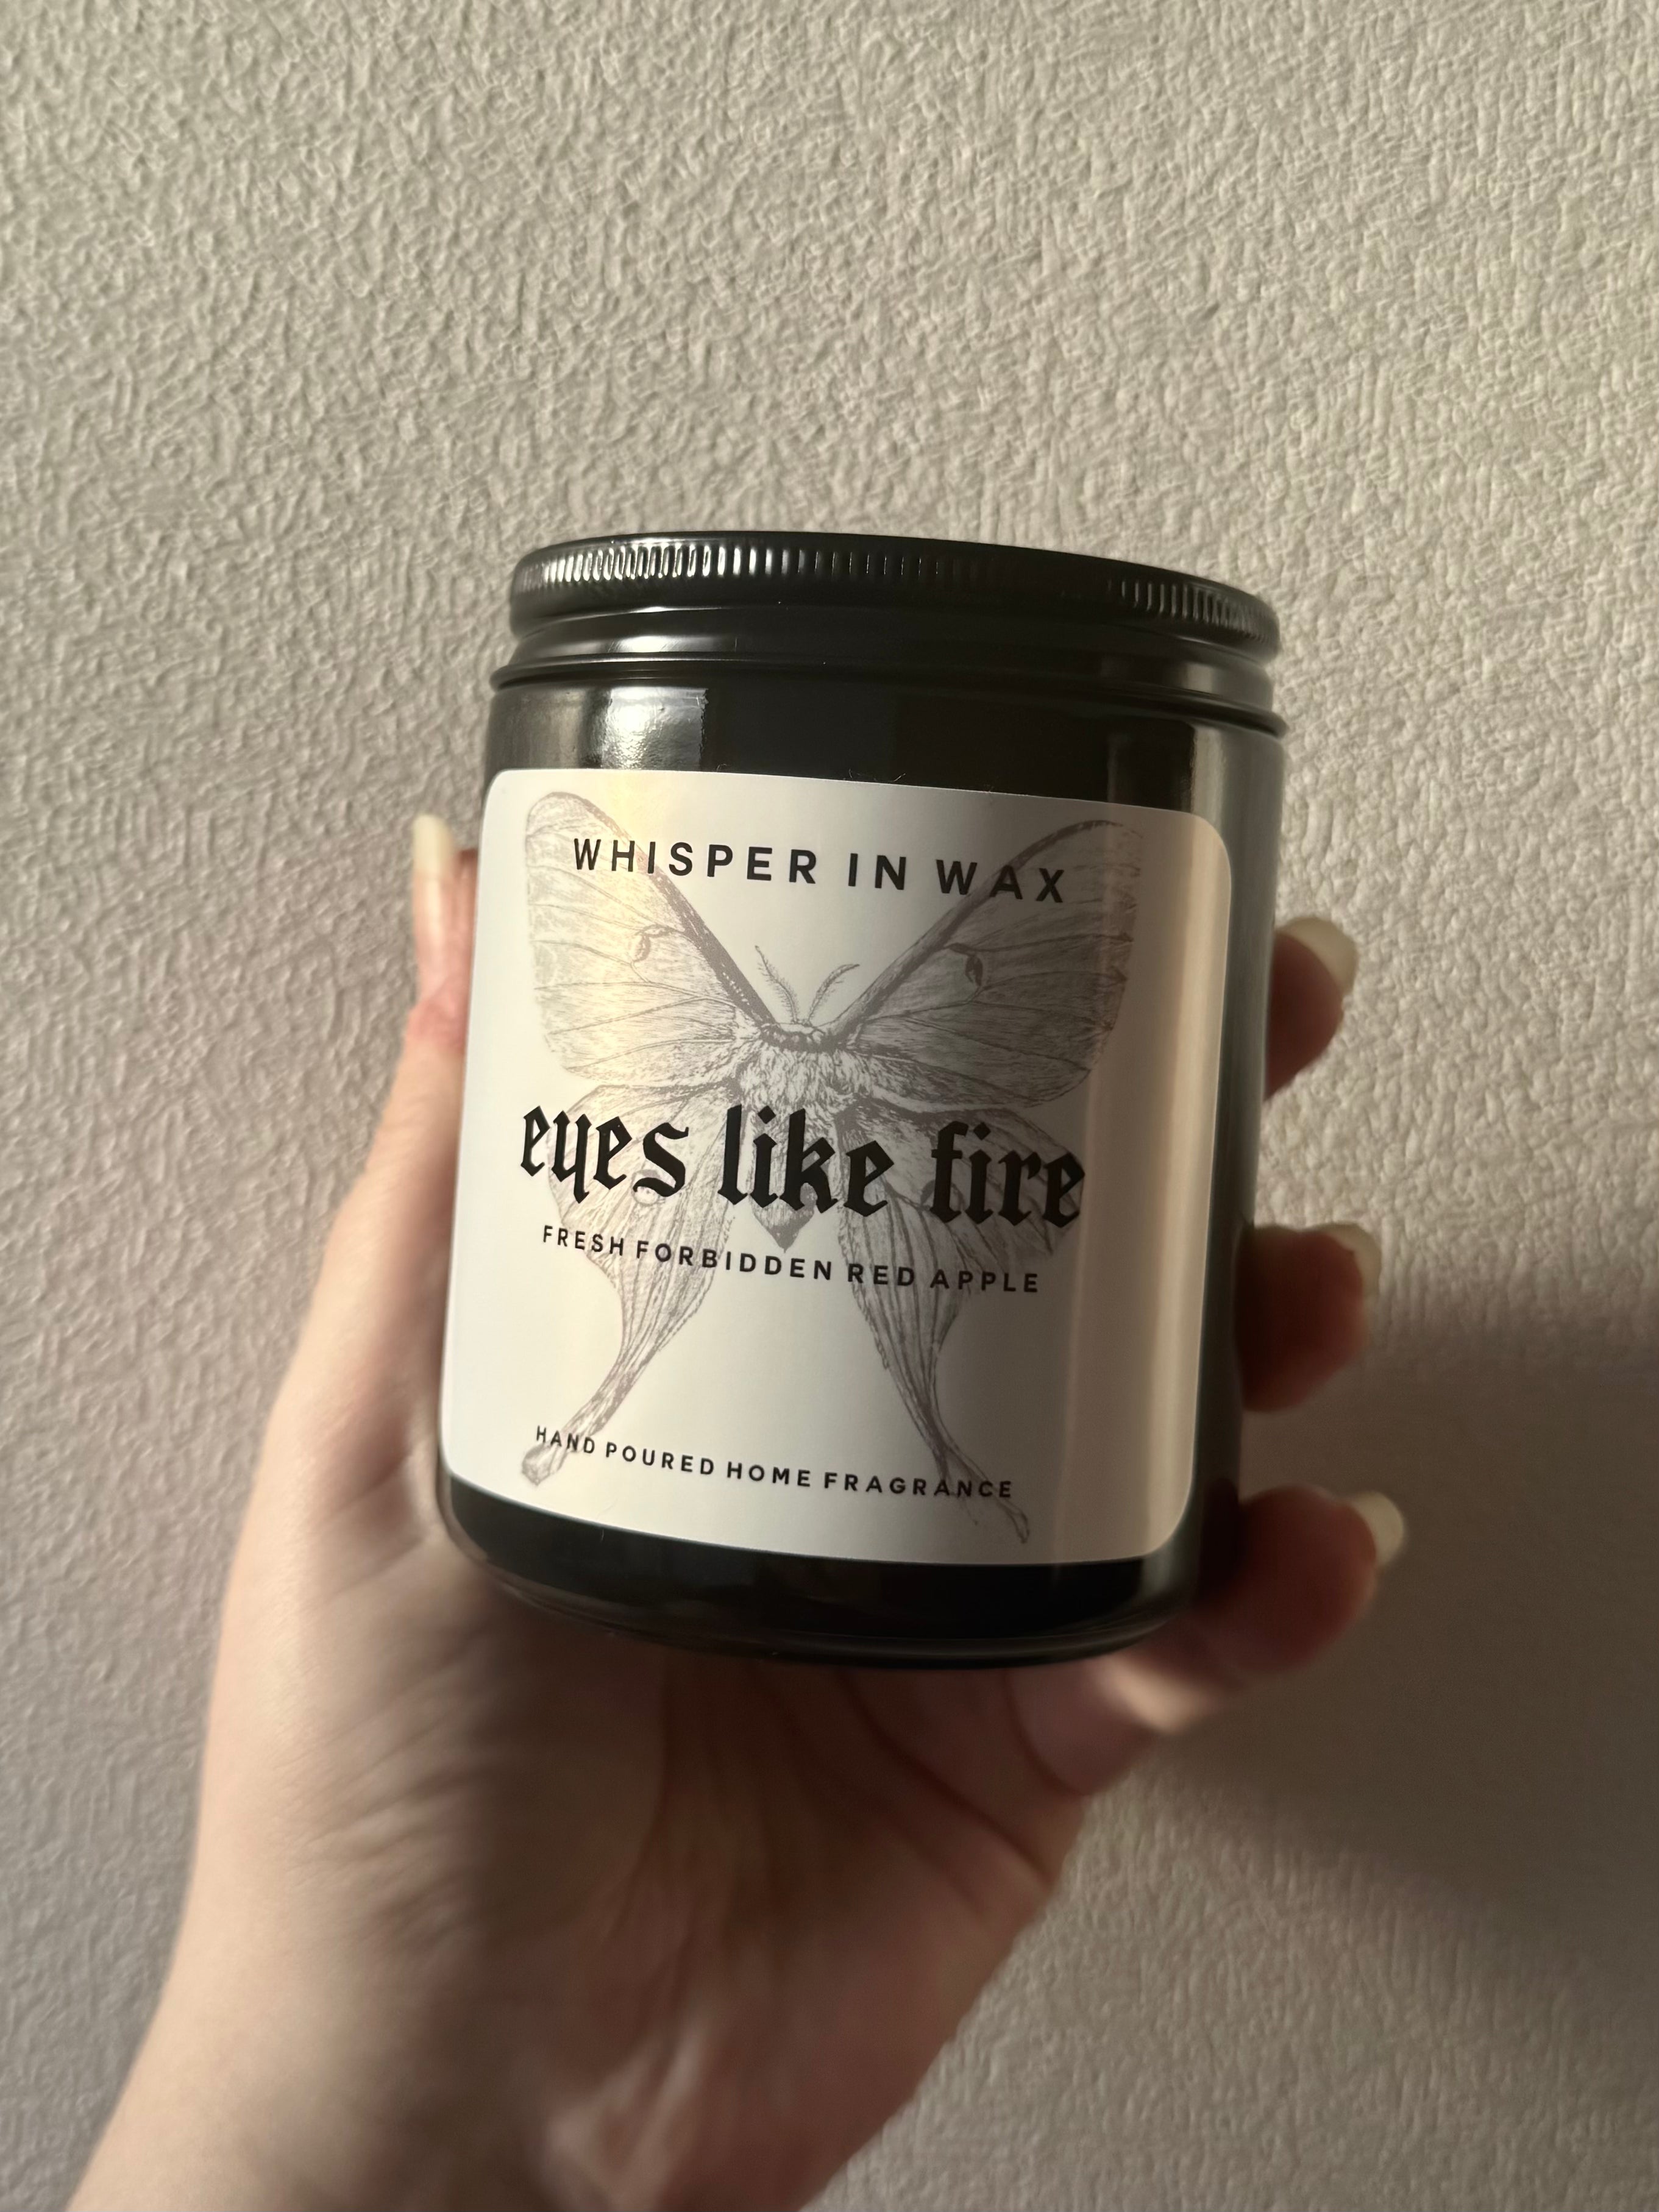 WHISPER IN WAX
eyes like fire
FRESH FORBIDDEN RED APPLE
HAND POURED HOME FRAGRANCE